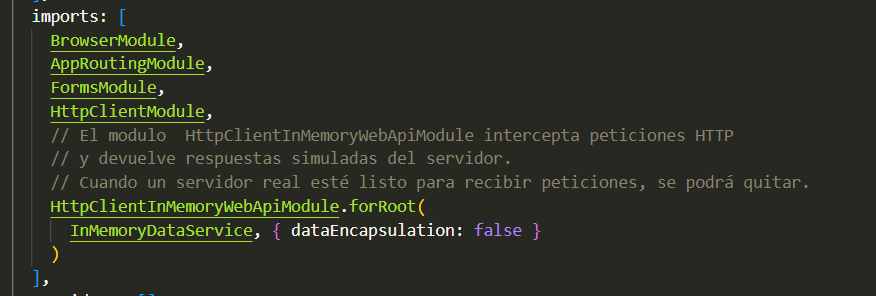 imports: [
BrowserModule,
AppRoutingModule,
FormsModule,
HttpClientModule,
// El modulo  HttpClientInMemoryWebApiModule intercepta peticiones HTTP
// y devuelve respuestas simuladas del servidor.
// Cuando un servidor real esté listo para recibir peticiones, se podrá quitar.
HttpClientInMemoryWebApiModule.forRoot(
InMemoryDataService, { dataEncapsulation: false }
)
],